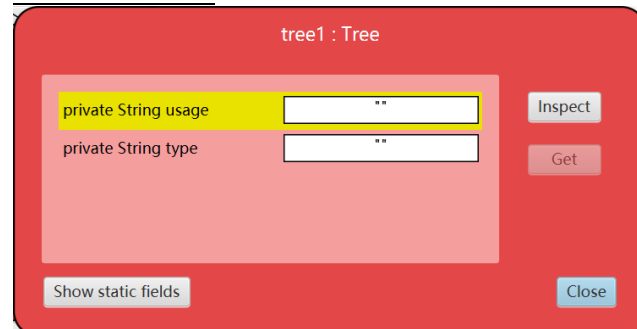 tree1 : Tree
private String usage ""
Inspect
private String type ""
Get
Show static fields
Close